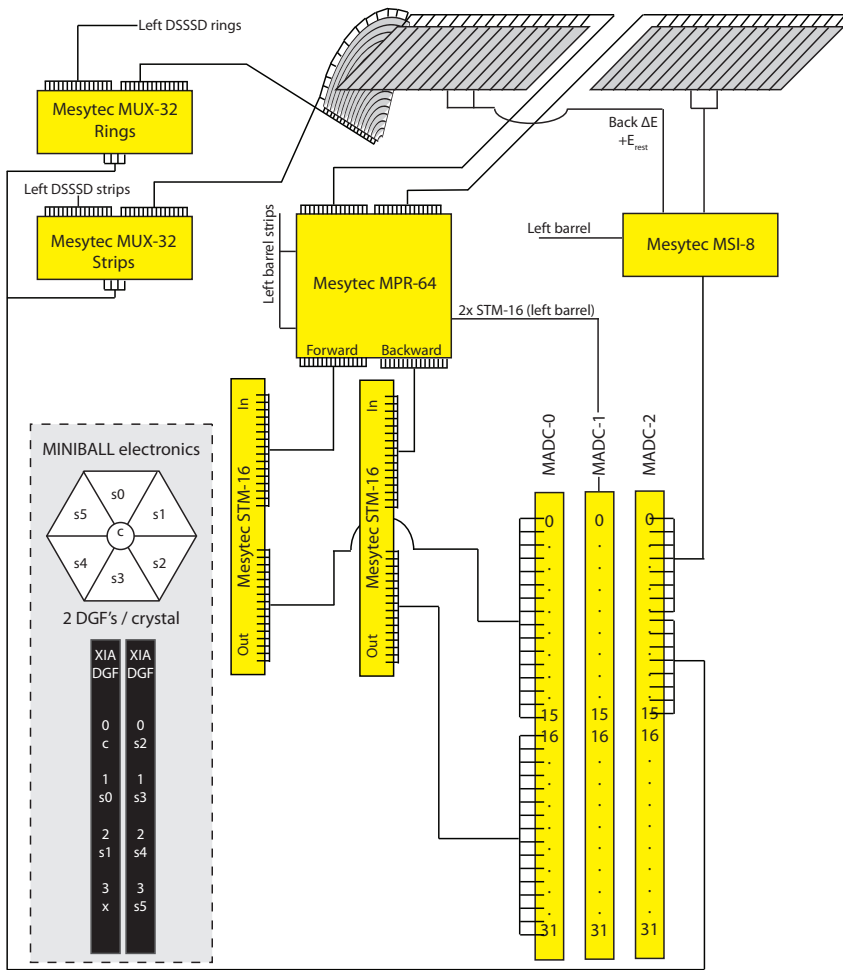 Left DSSSD rings
Mesytec MUX-32
Rings
Left DSSSD strips
Mesytec MUX-32
Strips
Back ΔE
+E_rest
Left barrel strips
Mesytec MPR-64
Forward
Backward
Left barrel
Mesytec MSI-8
2x STM-16 (left barrel)
In
Mesytec STM-16
Out
In
Mesytec STM-16
Out
MADC-0
MADC-1
MADC-2
0
0
0
15
15
15
16
16
16
31
31
31
MINIBALL electronics
s0
s5
s1
c
s4
s2
s3
2 DGF's / crystal
XIA
DGF
0
c
1
s0
2
s1
3
x
XIA
DGF
0
s2
1
s3
2
s4
3
s5